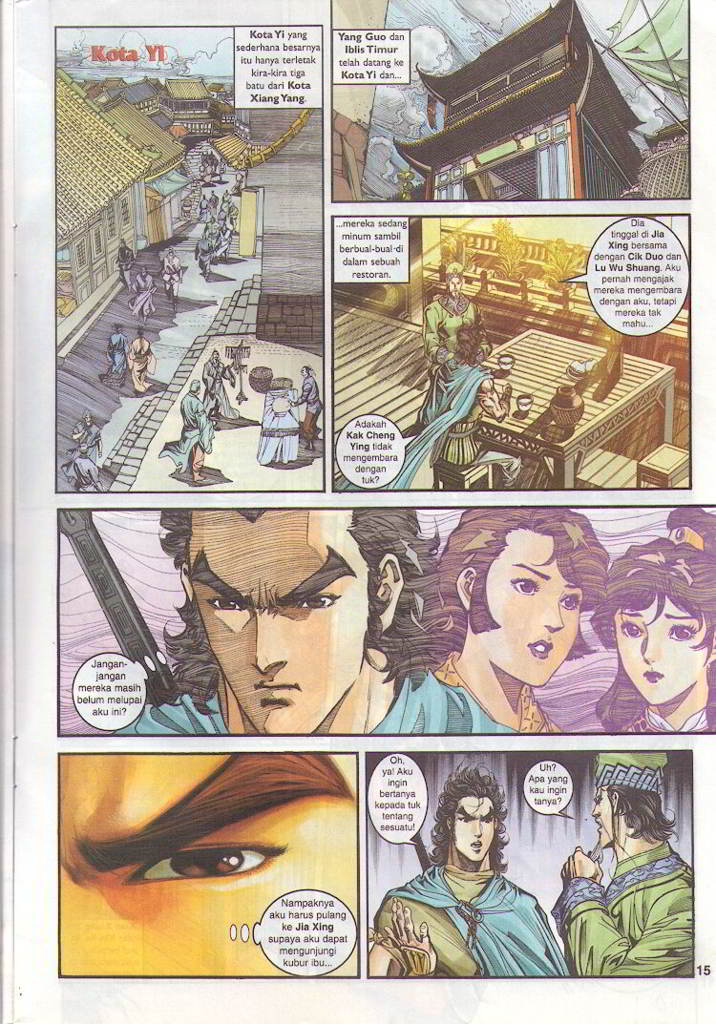 Kota Yi
Kota Yi yang
sederhana besarnya
itu hanya terletak
kira-kira tiga
batu dari Kota
Xiang Yang.
Yang Guo dan
Iblis Timur
telah datang ke
Kota Yi dan...
...mereka sedang
minum sambil
berbual-bual di
dalam sebuah
restoran.
Dia
tinggal di Jia
Xing bersama
dengan Cik Duo dan
Lu Wu Shuang. Aku
pernah mengajak
mereka mengembara
dengan aku, tetapi
mereka tak
mahu...
Adakah
Kak Cheng
Ying tidak
mengembara
dengan
tuk?
Jangan-
jangan
mereka masih
belum melupai
aku ini?
Nampaknya
aku harus pulang
ke Jia Xing
supaya aku dapat
mengunjungi
kubur ibu...
Oh,
ya! Aku
ingin
bertanya
kepada tuk
tentang
sesuatu!
Uh?
Apa yang
kau ingin
tanya?
15